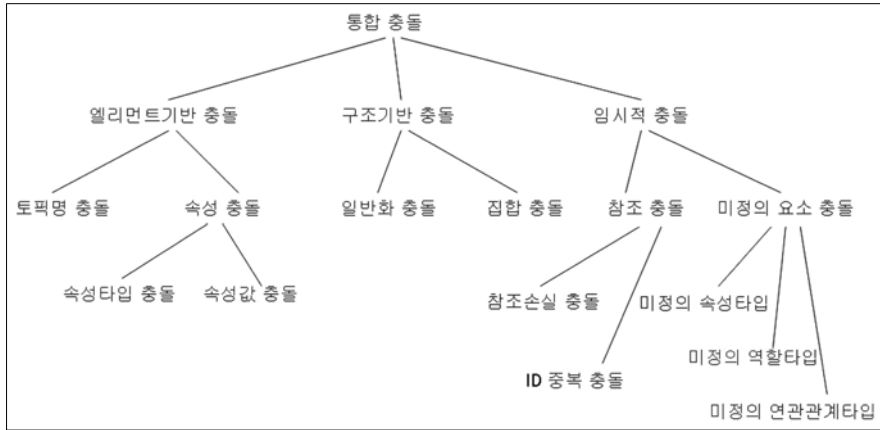 통합 충돌
엘리먼트기반 충돌 구조기반 충돌 임시적 충돌
토픽명 충돌 속성 충돌 일반화 충돌 집합 충돌 참조 충돌 미정의 요소 충돌
속성타입 충돌 속성값 충돌 참조손실 충돌 미정의 속성타입
미정의 역할타입
ID 중복 충돌
미정의 연관관계타입